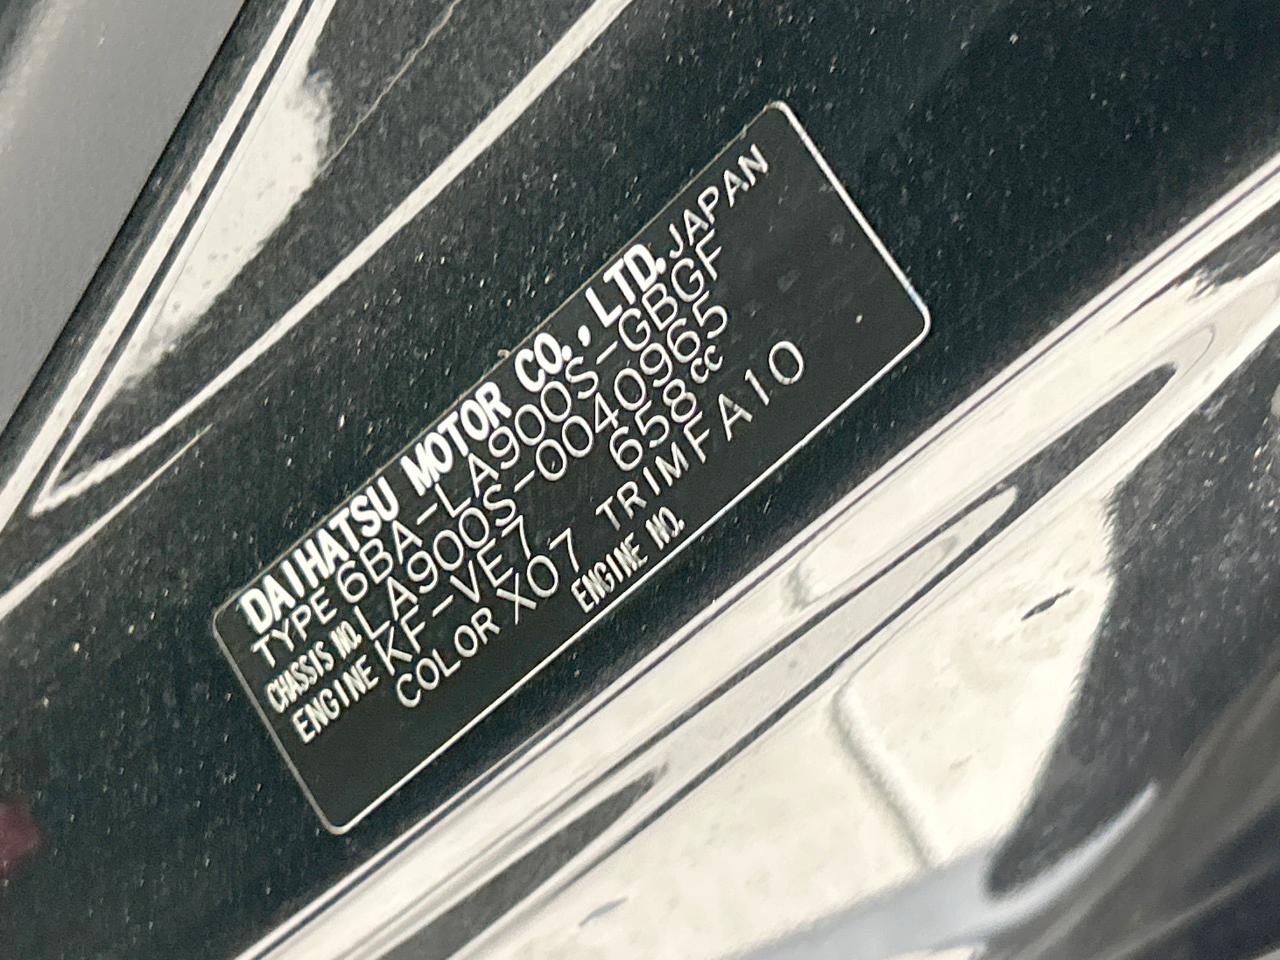 DAIHATSU MOTOR CO., LTD. JAPAN
TYPE 6BA-LA900S-GBGF
CHASSIS NO. LA900S-0040965
ENGINE KF-VE7 658cc
COLOR X07 TRIM FA10
ENGINE NO.